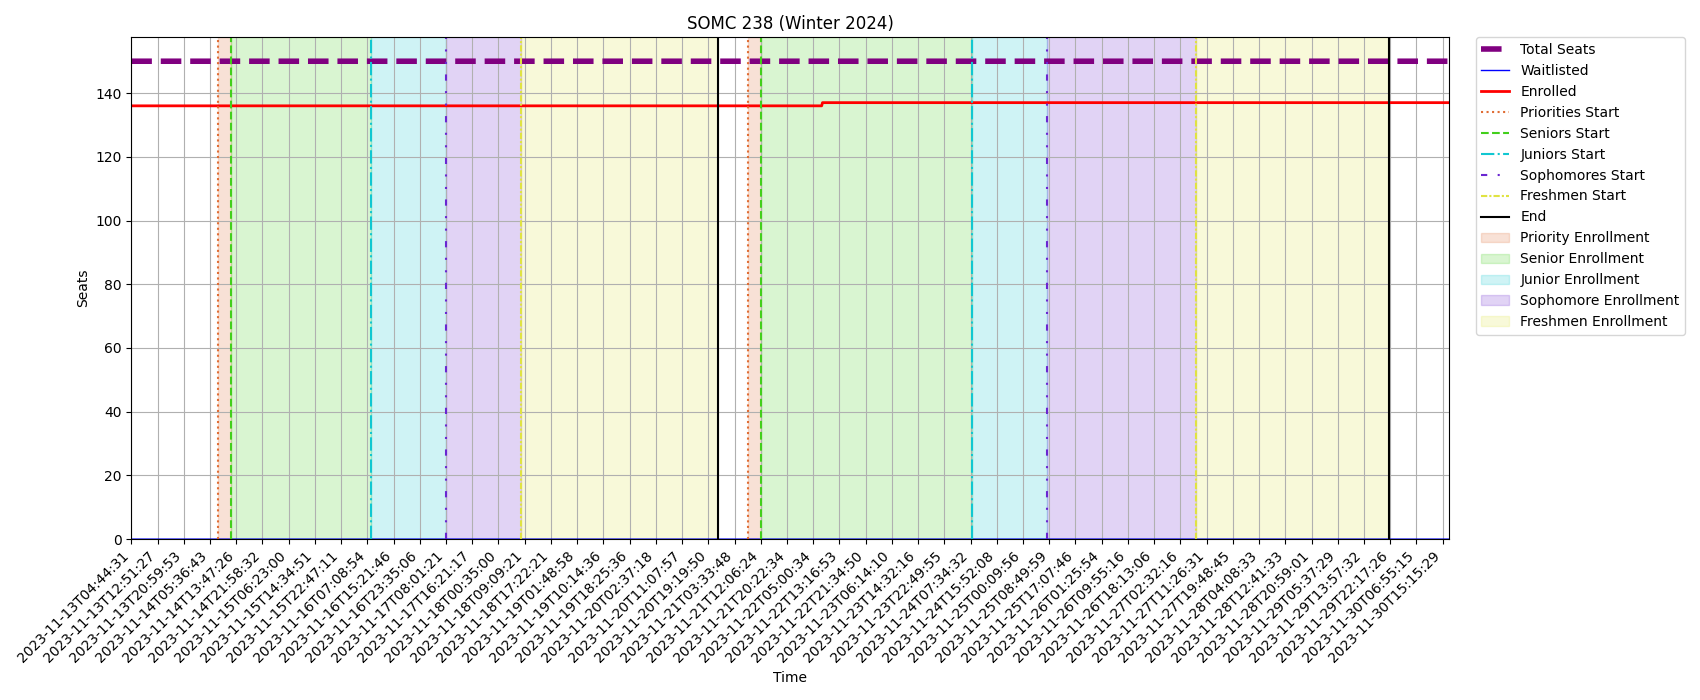 SOMC 238 (Winter 2024)
Seats
140
120
100
80
60
40
20
0
2023-11-13T04:44:31
2023-11-13T12:51:27
2023-11-13T20:59:53
2023-11-14T05:36:43
2023-11-14T13:47:26
2023-11-14T21:58:32
2023-11-15T06:23:00
2023-11-15T14:34:51
2023-11-15T22:47:11
2023-11-16T07:08:54
2023-11-16T15:21:46
2023-11-16T23:35:06
2023-11-17T08:01:21
2023-11-17T16:21:17
2023-11-18T00:35:00
2023-11-18T09:09:21
2023-11-18T17:22:21
2023-11-19T01:48:58
2023-11-19T10:14:36
2023-11-19T18:25:36
2023-11-20T02:37:18
2023-11-20T11:07:57
2023-11-20T19:19:50
2023-11-21T03:33:48
2023-11-21T12:06:24
2023-11-21T20:22:34
2023-11-22T05:00:34
2023-11-22T13:16:53
2023-11-22T21:34:50
2023-11-23T06:14:10
2023-11-23T14:32:16
2023-11-23T22:49:55
2023-11-24T07:34:32
2023-11-24T15:52:08
2023-11-25T00:09:56
2023-11-25T08:49:59
2023-11-25T17:07:46
2023-11-26T01:25:54
2023-11-26T09:55:16
2023-11-26T18:13:06
2023-11-27T02:32:16
2023-11-27T11:26:31
2023-11-27T19:48:45
2023-11-28T04:08:33
2023-11-28T12:41:33
2023-11-28T20:59:01
2023-11-29T05:37:29
2023-11-29T13:57:32
2023-11-29T22:17:26
2023-11-30T06:55:15
2023-11-30T15:15:29
Time
Total Seats
Waitlisted
Enrolled
Priorities Start
Seniors Start
Juniors Start
Sophomores Start
Freshmen Start
End
Priority Enrollment
Senior Enrollment
Junior Enrollment
Sophomore Enrollment
Freshmen Enrollment